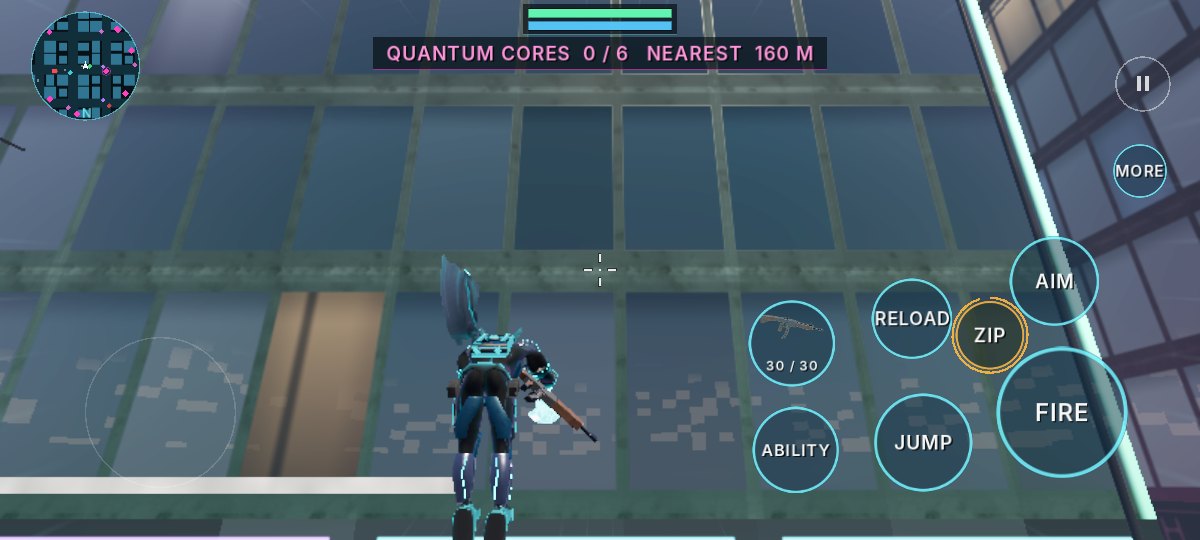 QUANTUM CORES 0 / 6 NEAREST 160 M
N
MORE
AIM
RELOAD
ZIP
30 / 30
FIRE
JUMP
ABILITY